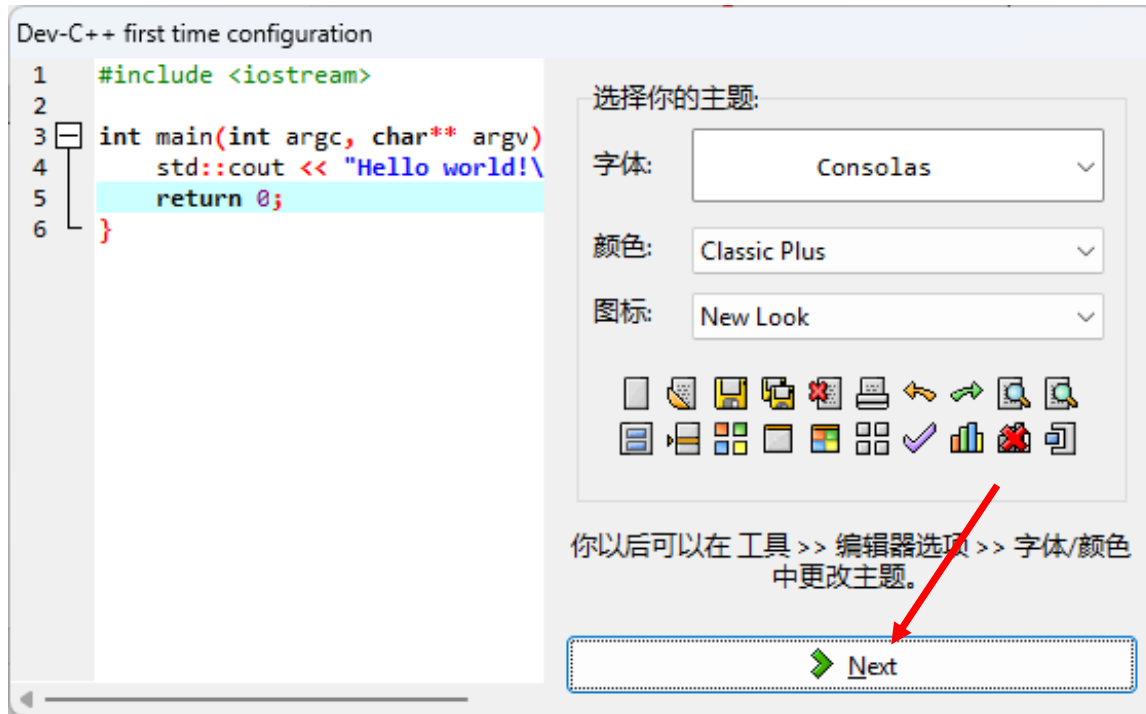 Dev-C++ first time configuration
1 #include <iostream>
2
3 int main(int argc, char** argv)
4 std::cout << "Hello world!\
5 return 0;
6 }
选择你的主题:
字体: Consolas
颜色: Classic Plus
图标: New Look
你以后可以在 工具 >> 编辑器选项 >> 字体/颜色
中更改主题。
Next